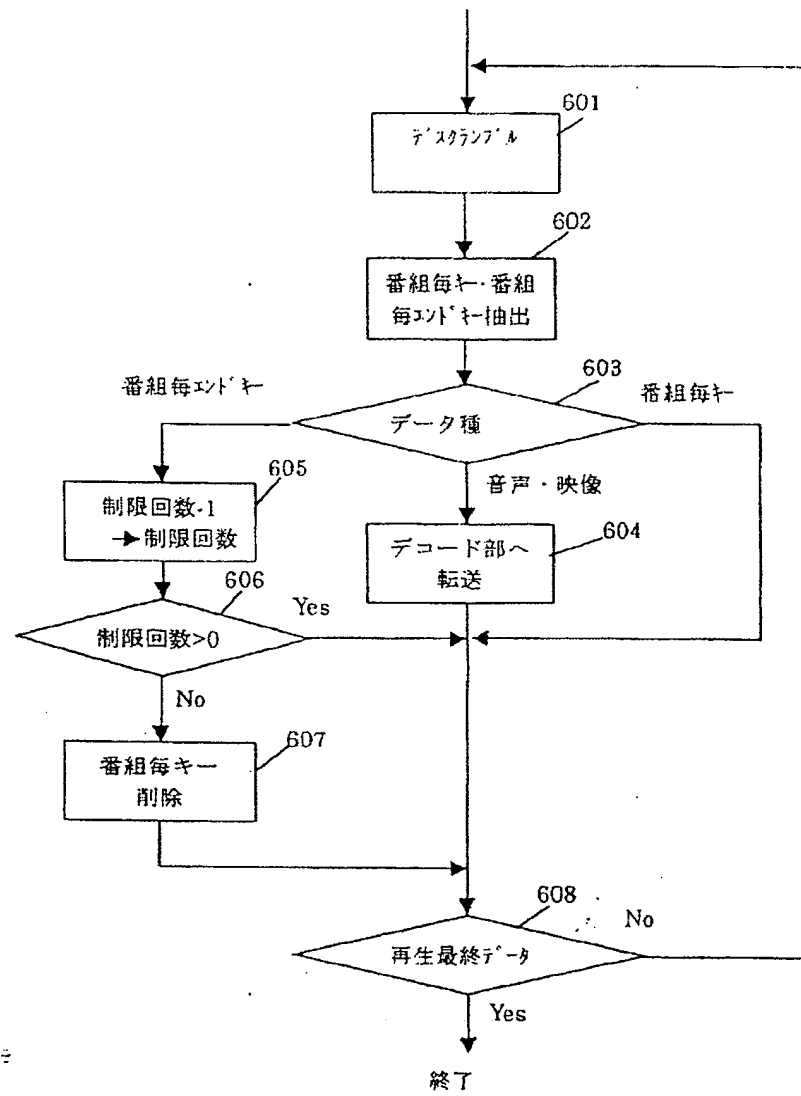 601
ﾃﾞｽｸﾗﾝﾌﾞﾙ
602
番組毎キー・番組
毎ｴﾝﾄﾞｷｰ抽出
603
番組毎ｴﾝﾄﾞｷｰ
番組毎キー
データ種
605
音声・映像
制限回数-1
→制限回数
604
デコード部へ
転送
606
Yes
制限回数>0
No
607
番組毎キー
削除
608
No
再生最終ﾃﾞｰﾀ
Yes
終了